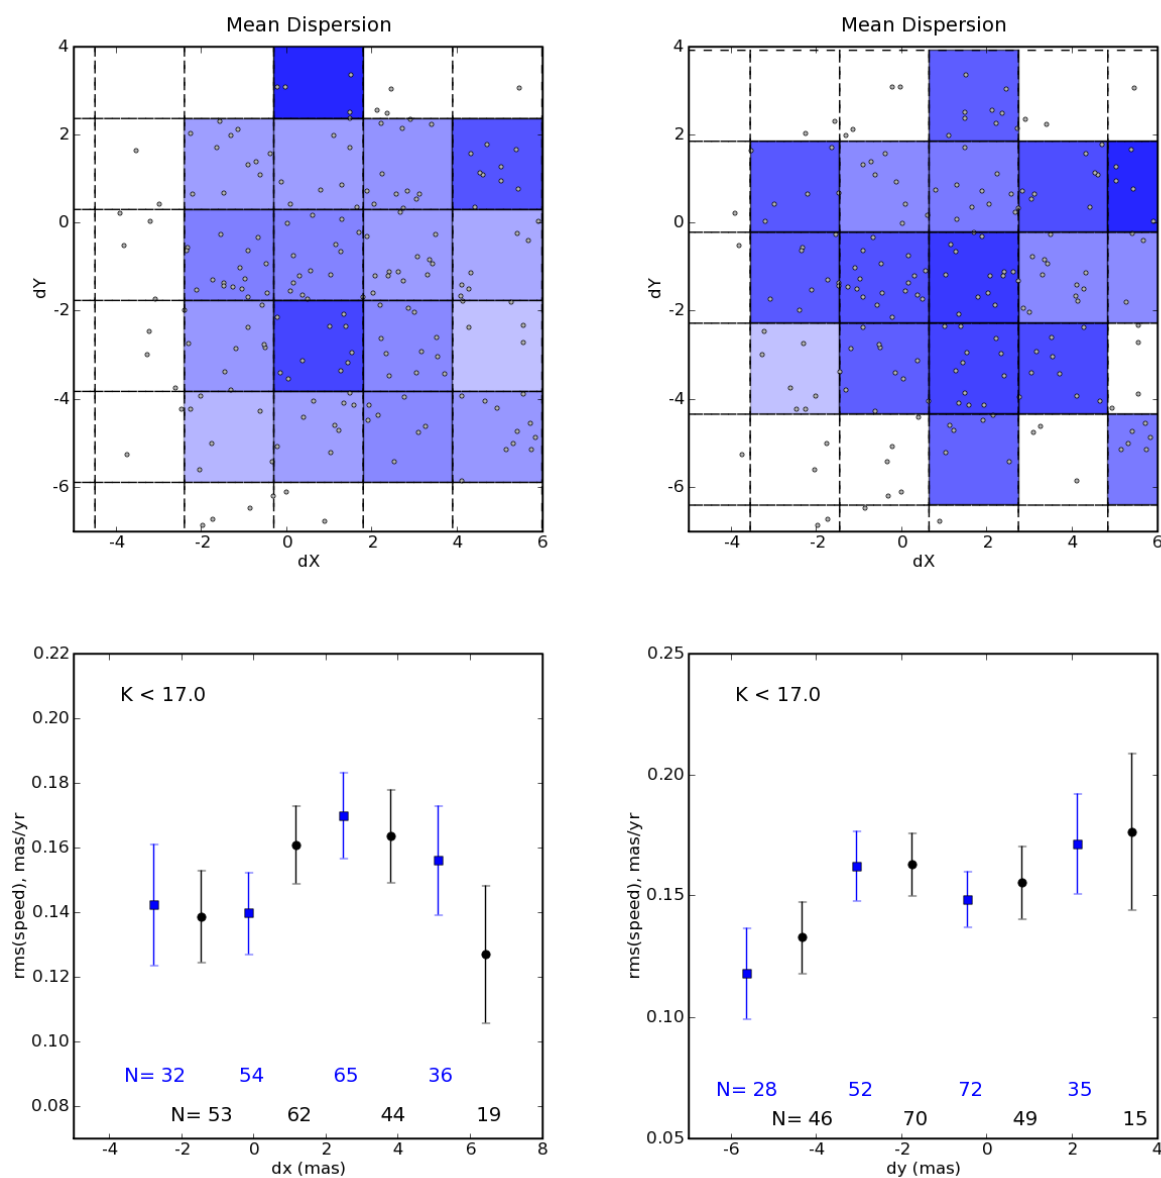 Mean Dispersion
4
2
0
-2
-4
-6
dY
-4 -2 0 2 4 6
dX
Mean Dispersion
4
2
0
-2
-4
-6
dY
-4 -2 0 2 4 6
dX
0.22
0.20
0.18
0.16
0.14
0.12
0.10
0.08
rms(speed), mas/yr
K < 17.0
N= 32 54 65 36
N= 53 62 44 19
-4 -2 0 2 4 6 8
dx (mas)
0.25
0.20
0.15
0.10
0.05
rms(speed), mas/yr
K < 17.0
N= 28 52 72 35
N= 46 70 49 15
-6 -4 -2 0 2 4
dy (mas)